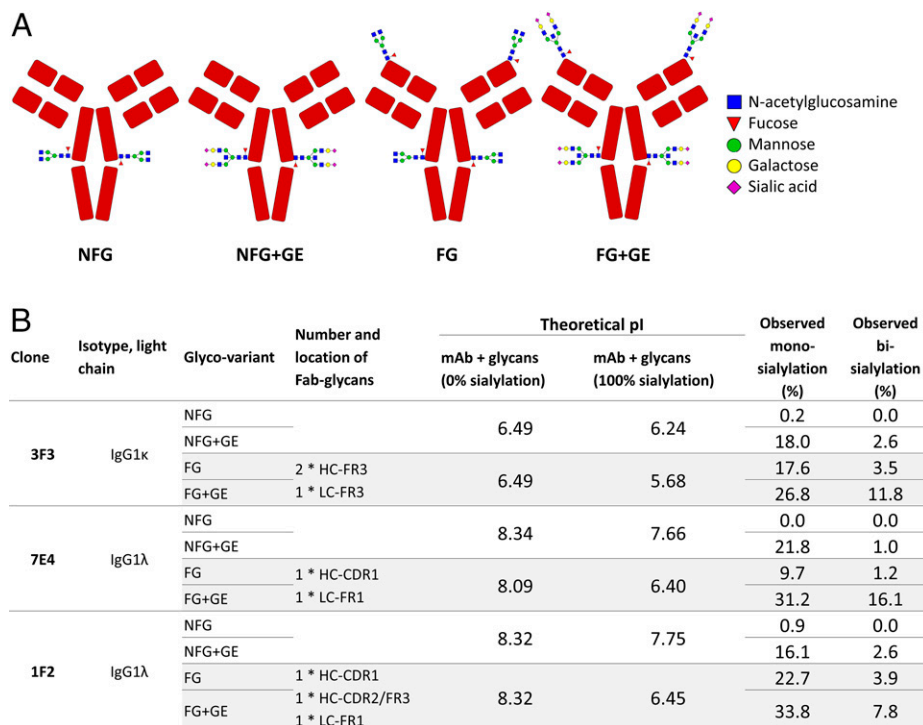 A
N-acetylglucosamine
Fucose
Mannose
Galactose
Sialic acid
NFG NFG+GE FG FG+GE
B
Clone
Isotype, light chain
Glyco-variant
Number and location of Fab-glycans
Theoretical pI
mAb + glycans (0% sialylation)
mAb + glycans (100% sialylation)
Observed mono-sialylation (%)
Observed bi-sialylation (%)
3F3 IgG1κ
NFG 6.49 6.24 0.2 0.0
NFG+GE 18.0 2.6
FG 2 * HC-FR3 6.49 5.68 17.6 3.5
FG+GE 1 * LC-FR3 26.8 11.8
7E4 IgG1λ
NFG 8.34 7.66 0.0 0.0
NFG+GE 21.8 1.0
FG 1 * HC-CDR1 8.09 6.40 9.7 1.2
FG+GE 1 * LC-FR1 31.2 16.1
1F2 IgG1λ
NFG 8.32 7.75 0.9 0.0
NFG+GE 16.1 2.6
FG 1 * HC-CDR1 22.7 3.9
1 * HC-CDR2/FR3 8.32 6.45
FG+GE 33.8 7.8
1 * LC-FR1